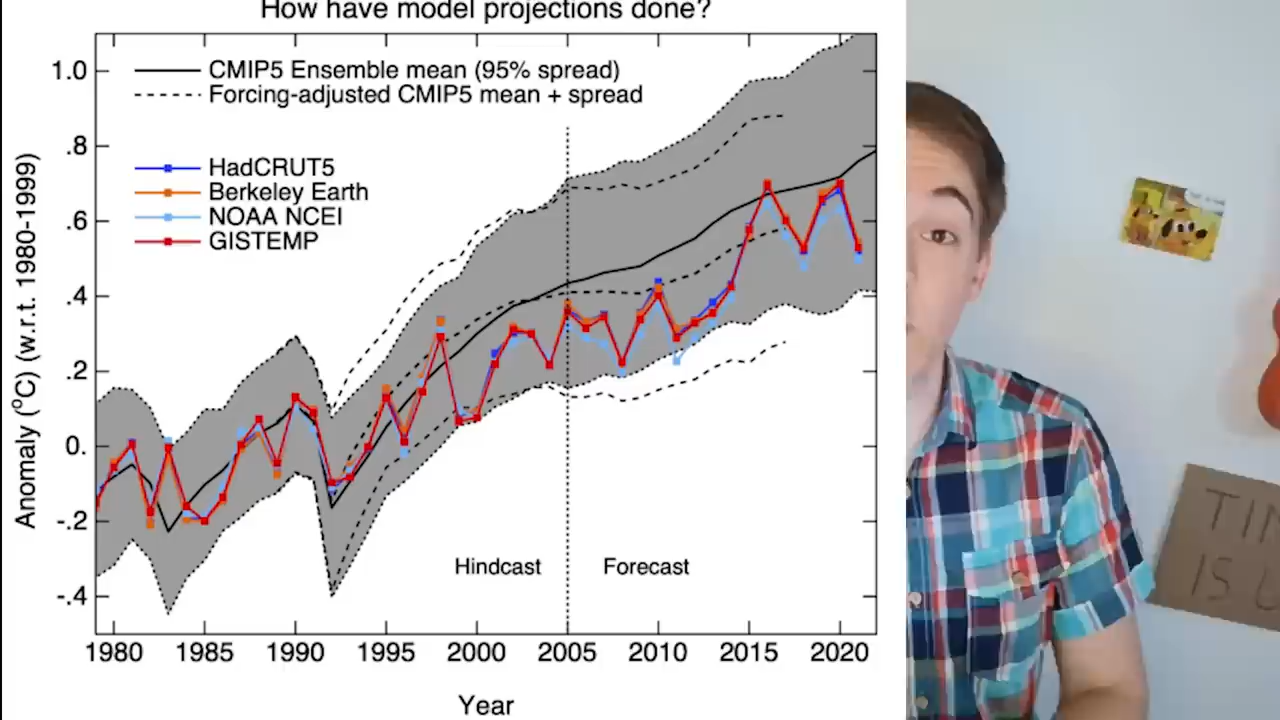 How have model projections done?
CMIP5 Ensemble mean (95% spread)
Forcing-adjusted CMIP5 mean + spread
HadCRUT5
Berkeley Earth
NOAA NCEI
GISTEMP
Anomaly (°C) (w.r.t. 1980-1999)
1.0
.8
.6
.4
.2
0.
-.2
-.4
Hindcast
Forecast
1980 1985 1990 1995 2000 2005 2010 2015 2020
Year
TIM
IS U